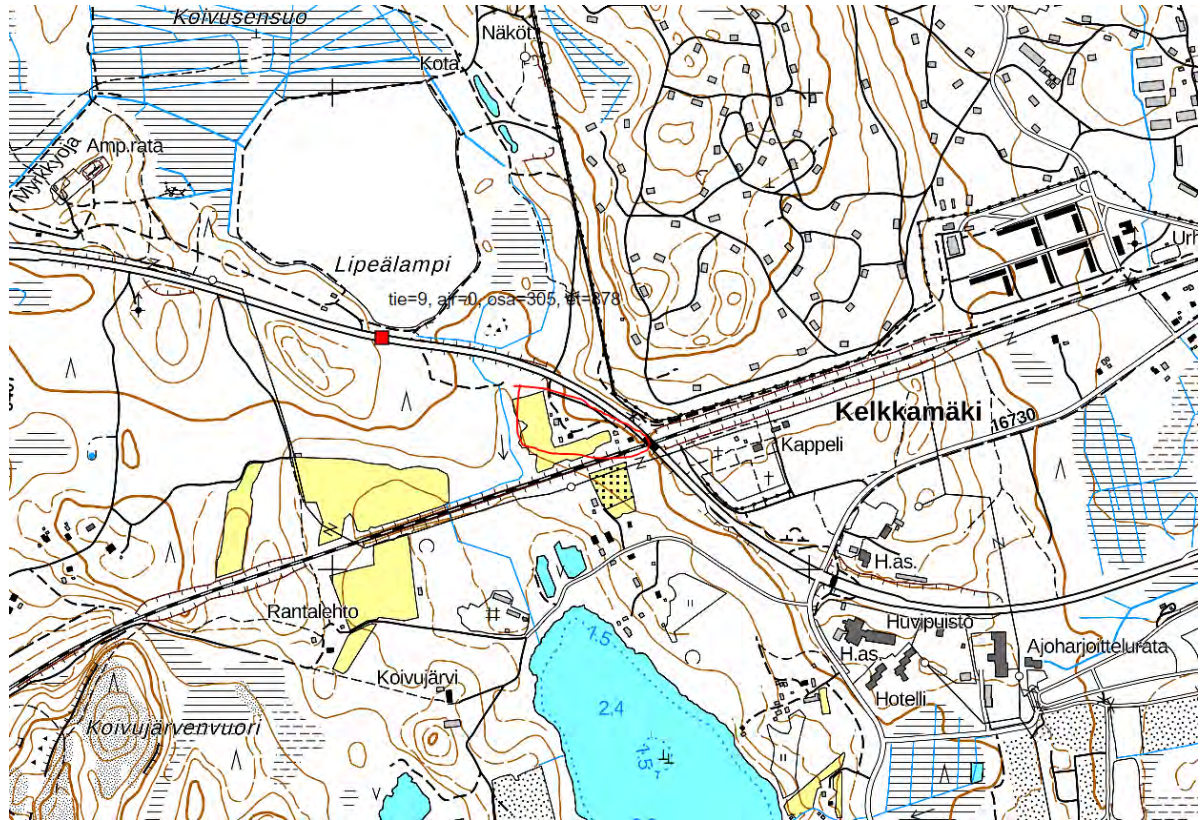 Koivusensuo
Näköt.
Kota
Amp.rata
Myrkkyoja
Lipeälampi
tie=9, ajr=0, osa=305, et=878
Urh
Kelkkamäki
16730
Kappeli
H.as.
Rantalehto
Huvipuisto
H.as.
Ajoharjoittelurata
Koivujärvi
Hotelli
Koivujärvenvuori
1.5
2,4
1.5